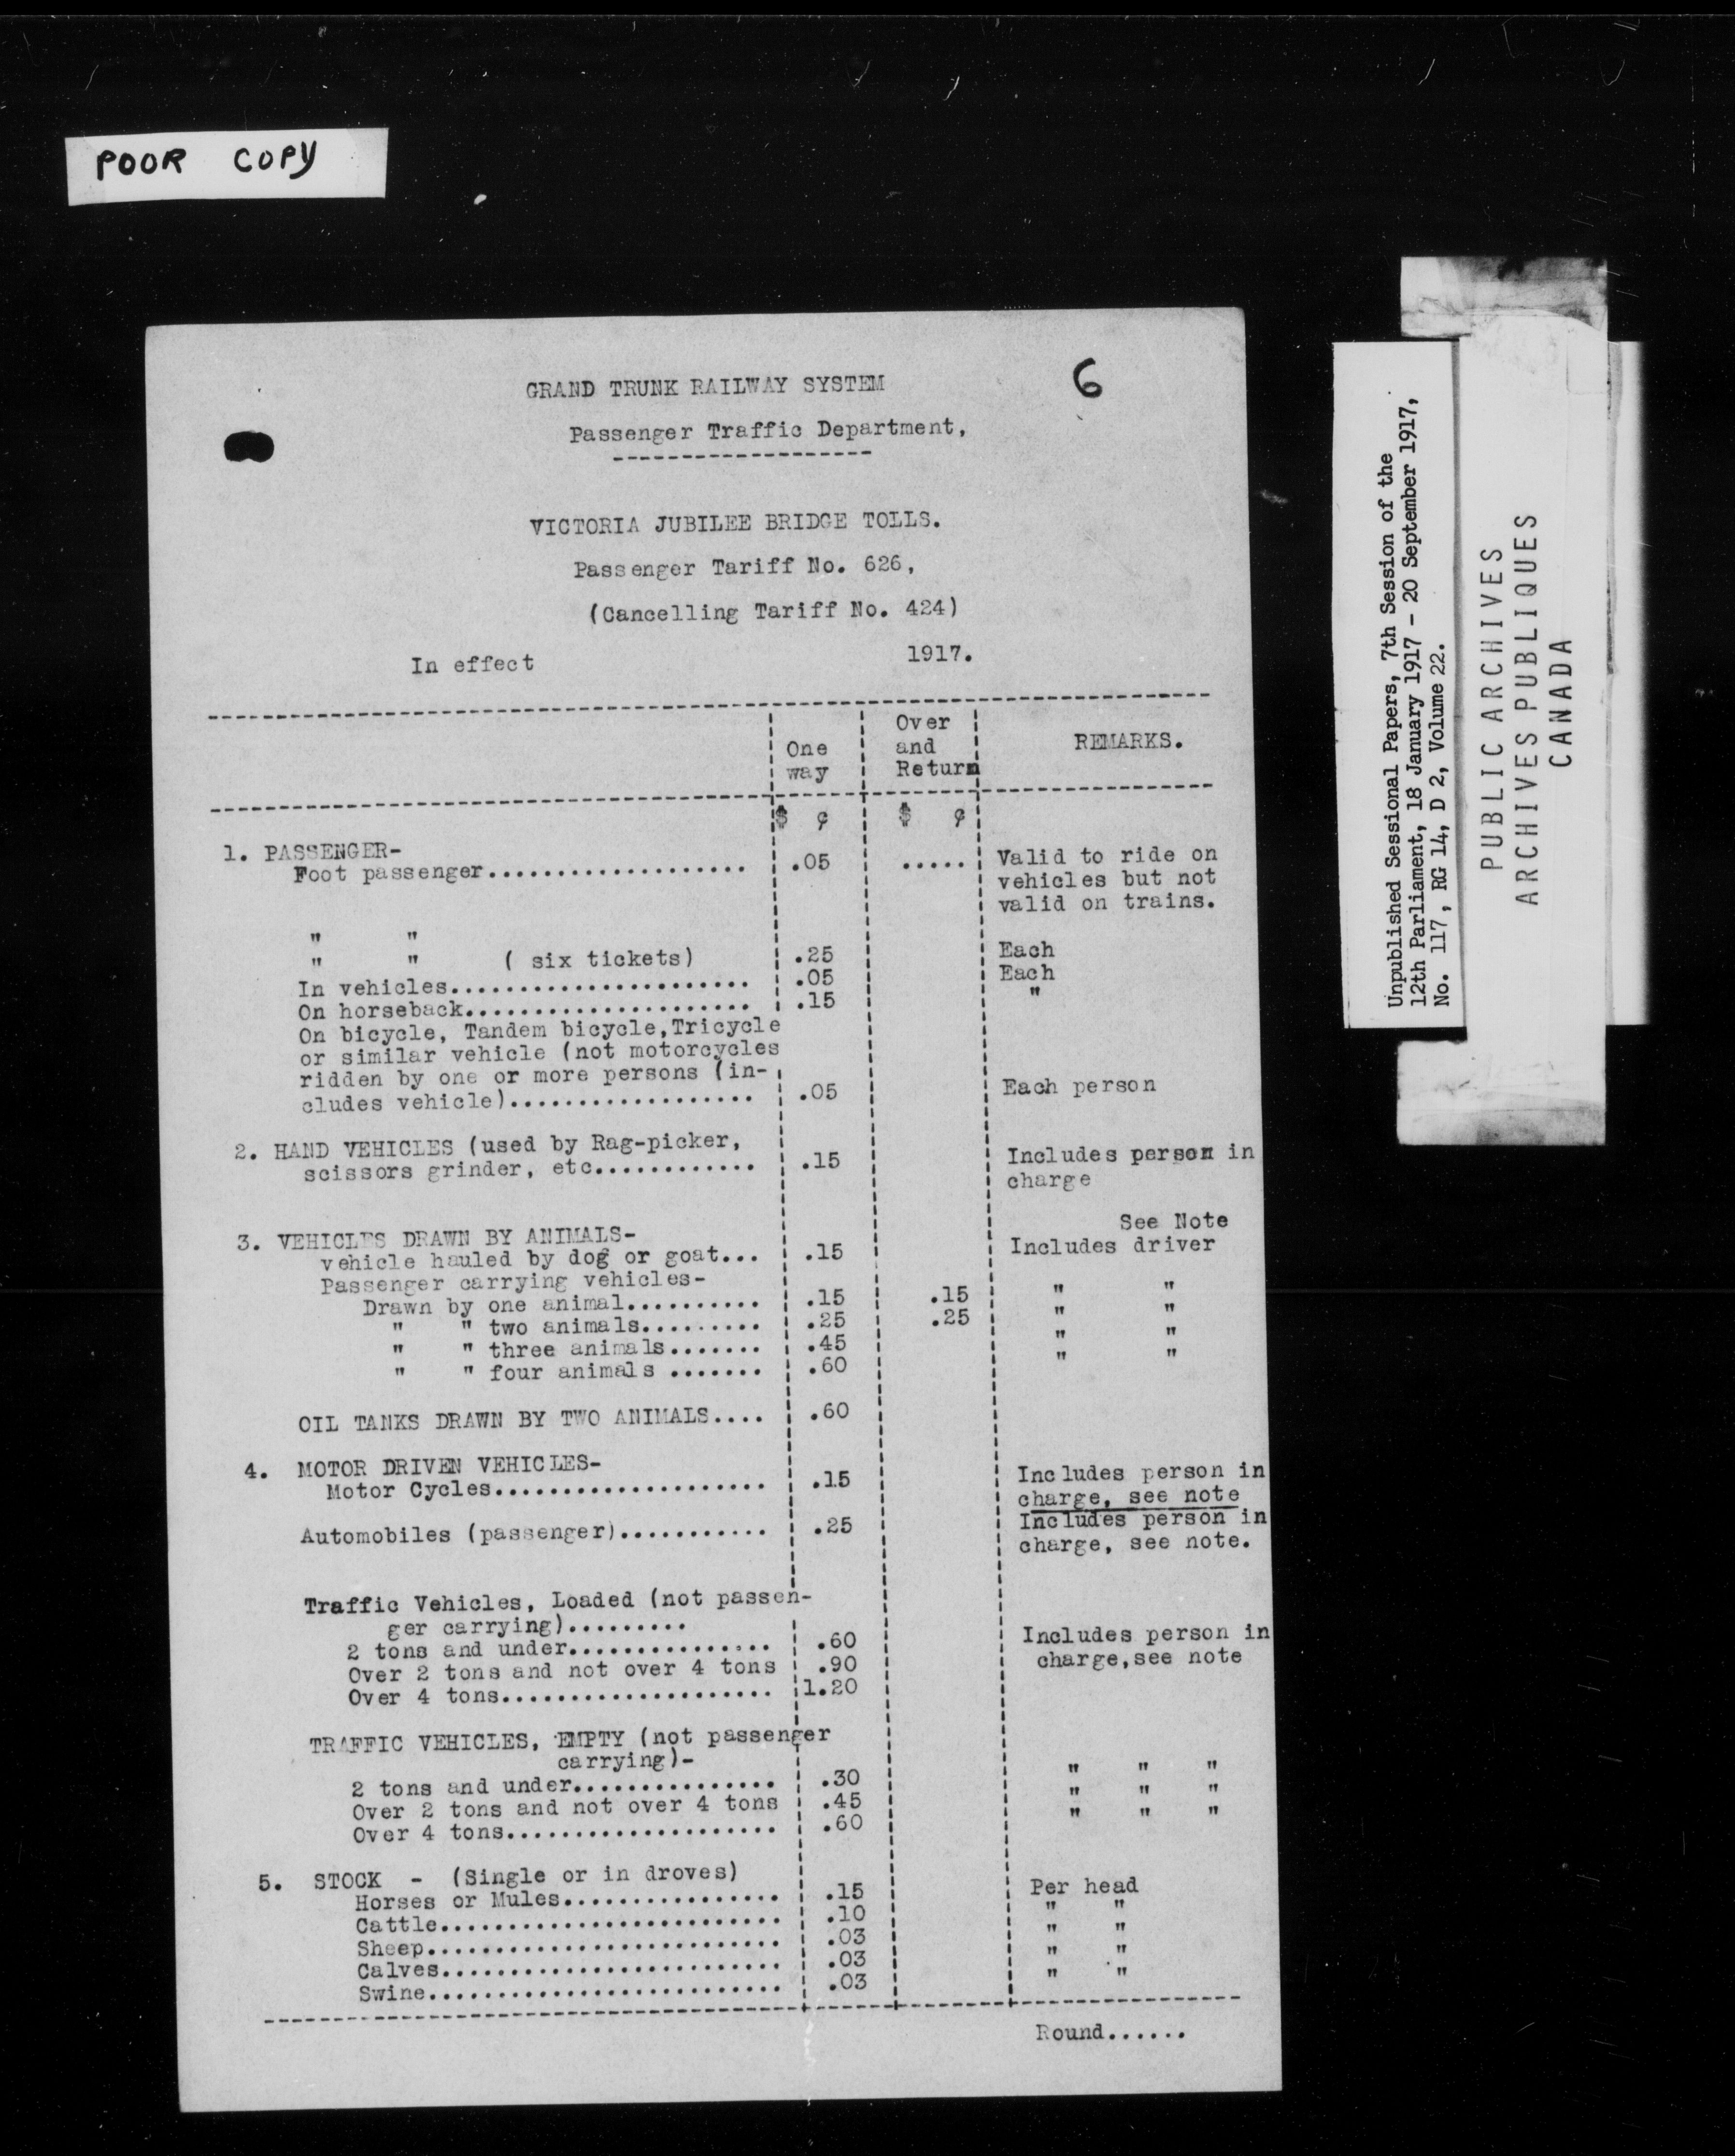 POOR COPY
6
GRAND TRUNK RAILWAY SYSTEM
Passenger Traffic Department,
-------------------
VICTORIA JUBILEE BRIDGE TOLLS.
Passenger Tariff No. 626,
(Cancelling Tariff No. 424)
In effect 1917.
One way | Over and Return | REMARKS.
$ ¢ | $ ¢
1. PASSENGER-
Foot passenger................... .05 ..... Valid to ride on
vehicles but not
valid on trains.
" "
" " ( six tickets) .25 Each
In vehicles...................... .05 Each
On horseback..................... .15 "
On bicycle, Tandem bicycle,Tricycle
or similar vehicle (not motorcycles
ridden by one or more persons (in-
cludes vehicle).................. .05 Each person
2. HAND VEHICLES (used by Rag-picker,
scissors grinder, etc............ .15 Includes person in
charge
See Note
3. VEHICLES DRAWN BY ANIMALS-
vehicle hauled by dog or goat... .15 Includes driver
Passenger carrying vehicles-
Drawn by one animal.......... .15 .15 " "
" " two animals......... .25 .25 " "
" " three animals....... .45 " "
" " four animals ....... .60 " "
OIL TANKS DRAWN BY TWO ANIMALS.... .60
4. MOTOR DRIVEN VEHICLES-
Motor Cycles.................... .15 Includes person in
charge, see note
Automobiles (passenger)........... .25 Includes person in
charge, see note.
Traffic Vehicles, Loaded (not passen-
ger carrying).........
2 tons and under............... .60 Includes person in
Over 2 tons and not over 4 tons .90 charge,see note
Over 4 tons.................... 1.20
TRAFFIC VEHICLES, EMPTY (not passenger
carrying)-
2 tons and under............... .30 " " "
Over 2 tons and not over 4 tons .45 " " "
Over 4 tons.................... .60 " " "
5. STOCK - (Single or in droves)
Horses or Mules................ .15 Per head
Cattle......................... .10 " "
Sheep.......................... .03 " "
Calves......................... .03 " "
Swine.......................... .03 " "
Round......
Unpublished Sessional Papers, 7th Session of the
12th Parliament, 18 January 1917 - 20 September 1917,
No. 117, RG 14, D 2, Volume 22.
PUBLIC ARCHIVES
ARCHIVES PUBLIQUES
CANADA